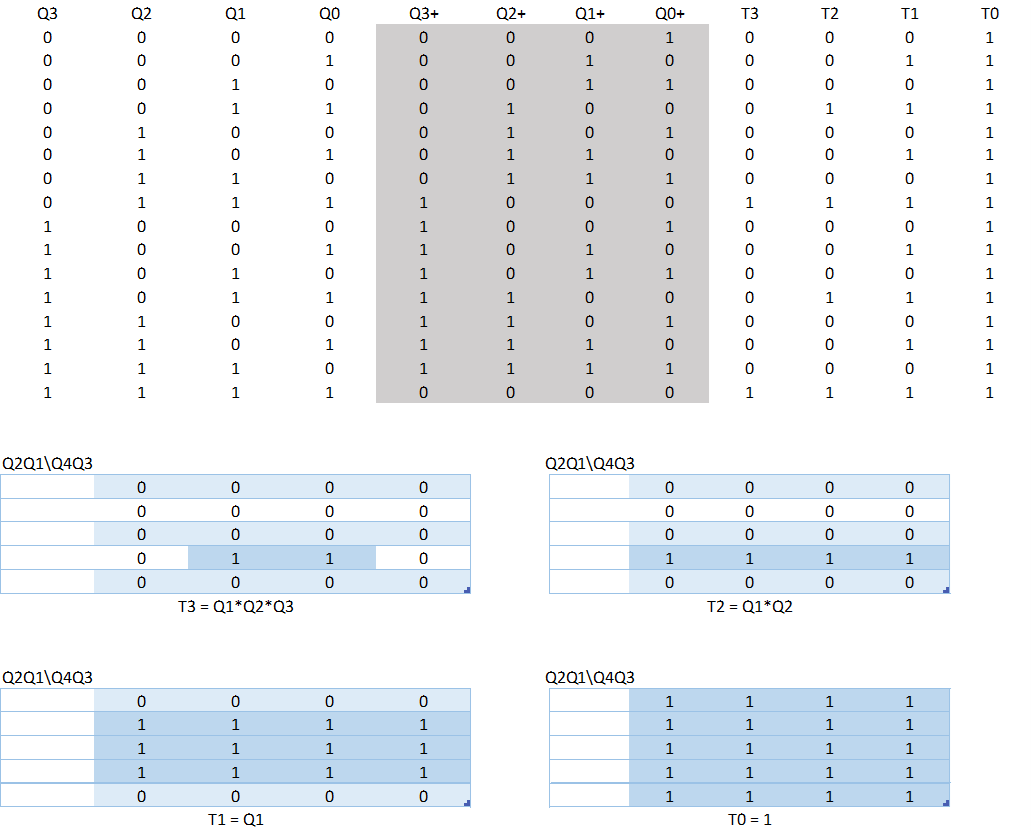 Q3 Q2 Q1 Q0 Q3+ Q2+ Q1+ Q0+ T3 T2 T1 T0
0 0 0 0 0 0 0 1 0 0 0 1
0 0 0 1 0 0 1 0 0 0 1 1
0 0 1 0 0 0 1 1 0 0 0 1
0 0 1 1 0 1 0 0 0 1 1 1
0 1 0 0 0 1 0 1 0 0 0 1
0 1 0 1 0 1 1 0 0 0 1 1
0 1 1 0 0 1 1 1 0 0 0 1
0 1 1 1 1 0 0 0 1 1 1 1
1 0 0 0 1 0 0 1 0 0 0 1
1 0 0 1 1 0 1 0 0 0 1 1
1 0 1 0 1 0 1 1 0 0 0 1
1 0 1 1 1 1 0 0 0 1 1 1
1 1 0 0 1 1 0 1 0 0 0 1
1 1 0 1 1 1 1 0 0 0 1 1
1 1 1 0 1 1 1 1 0 0 0 1
1 1 1 1 0 0 0 0 1 1 1 1
Q2Q1\Q4Q3
0 0 0 0
0 0 0 0
0 0 0 0
0 1 1 0
0 0 0 0
T3 = Q1*Q2*Q3
Q2Q1\Q4Q3
0 0 0 0
0 0 0 0
0 0 0 0
1 1 1 1
0 0 0 0
T2 = Q1*Q2
Q2Q1\Q4Q3
0 0 0 0
1 1 1 1
1 1 1 1
1 1 1 1
0 0 0 0
T1 = Q1
Q2Q1\Q4Q3
1 1 1 1
1 1 1 1
1 1 1 1
1 1 1 1
1 1 1 1
T0 = 1